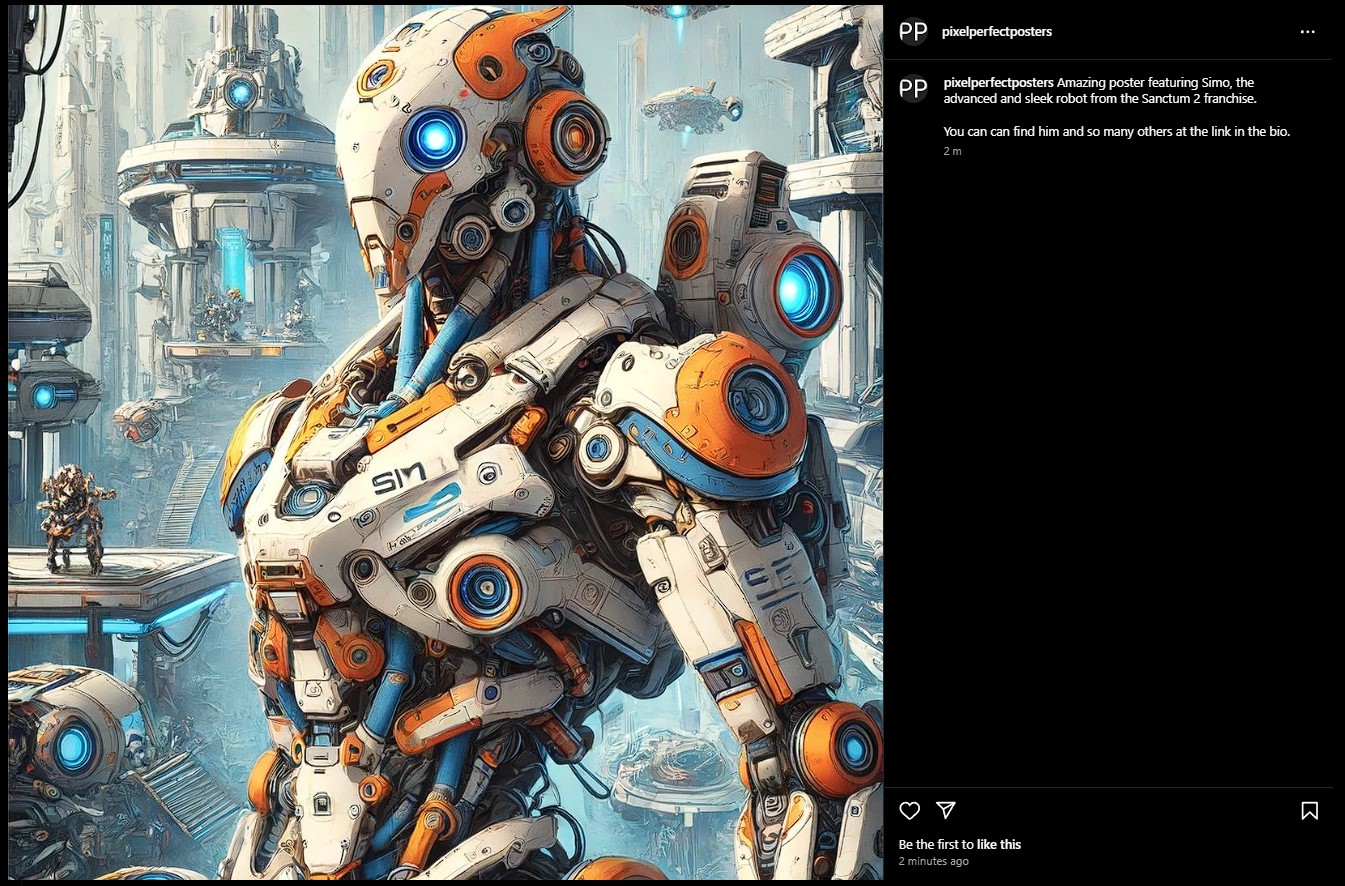 PP pixelperfectposters
PP pixelperfectposters Amazing poster featuring Simo, the
advanced and sleek robot from the Sanctum 2 franchise.
You can can find him and so many others at the link in the bio.
2 m
SIM
Be the first to like this
2 minutes ago